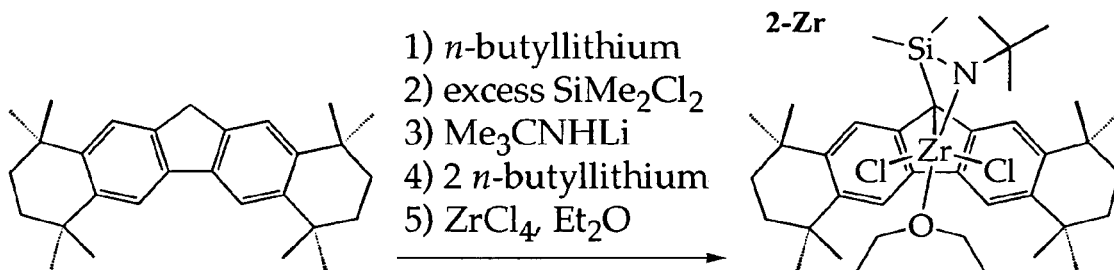 1) n-butyllithium
2) excess SiMe₂Cl₂
3) Me₃CNHLi
4) 2 n-butyllithium
5) ZrCl₄, Et₂O
2-Zr
Si
N
Cl Zr Cl
O